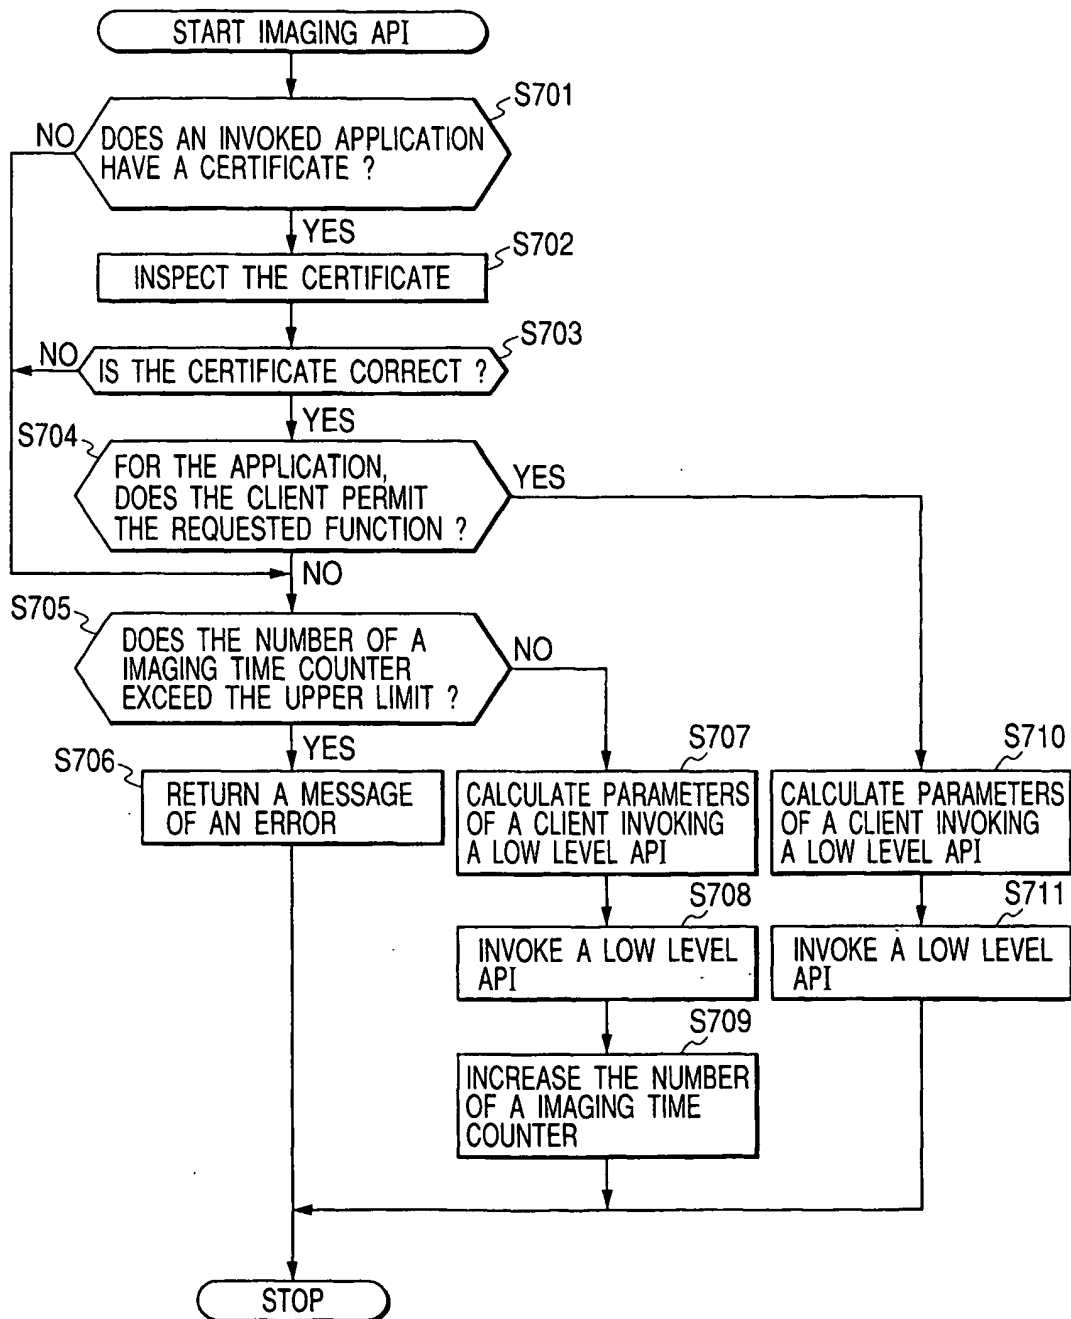 START IMAGING API
S701
NO
DOES AN INVOKED APPLICATION
HAVE A CERTIFICATE ?
YES
S702
INSPECT THE CERTIFICATE
NO
S703
IS THE CERTIFICATE CORRECT ?
YES
S704
FOR THE APPLICATION,
DOES THE CLIENT PERMIT
THE REQUESTED FUNCTION ?
YES
NO
S705
DOES THE NUMBER OF A
IMAGING TIME COUNTER
EXCEED THE UPPER LIMIT ?
NO
YES
S706
RETURN A MESSAGE
OF AN ERROR
S707
CALCULATE PARAMETERS
OF A CLIENT INVOKING
A LOW LEVEL API
S710
CALCULATE PARAMETERS
OF A CLIENT INVOKING
A LOW LEVEL API
S708
INVOKE A LOW LEVEL
API
S711
INVOKE A LOW LEVEL
API
S709
INCREASE THE NUMBER
OF A IMAGING TIME
COUNTER
STOP